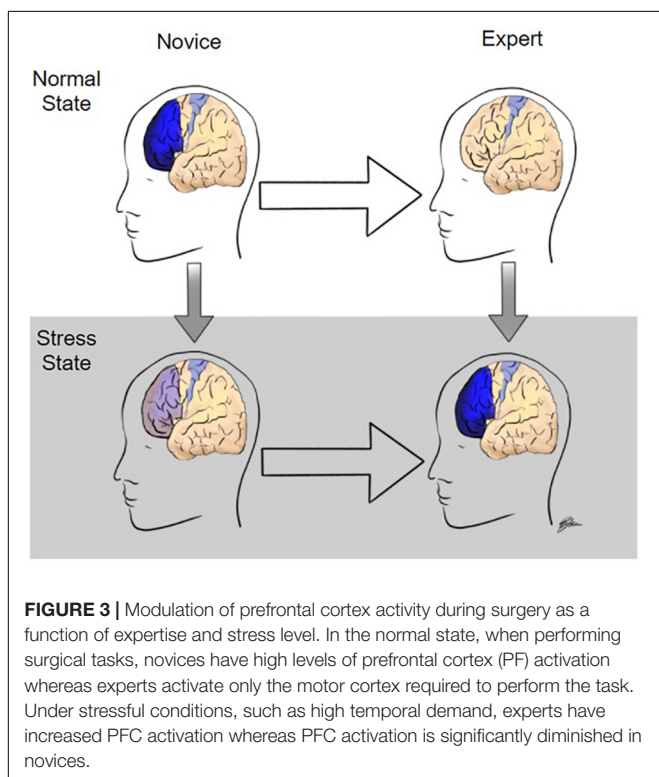 Novice
Expert
Normal
State
Stress
State
FIGURE 3 | Modulation of prefrontal cortex activity during surgery as a
function of expertise and stress level. In the normal state, when performing
surgical tasks, novices have high levels of prefrontal cortex (PF) activation
whereas experts activate only the motor cortex required to perform the task.
Under stressful conditions, such as high temporal demand, experts have
increased PFC activation whereas PFC activation is significantly diminished in
novices.